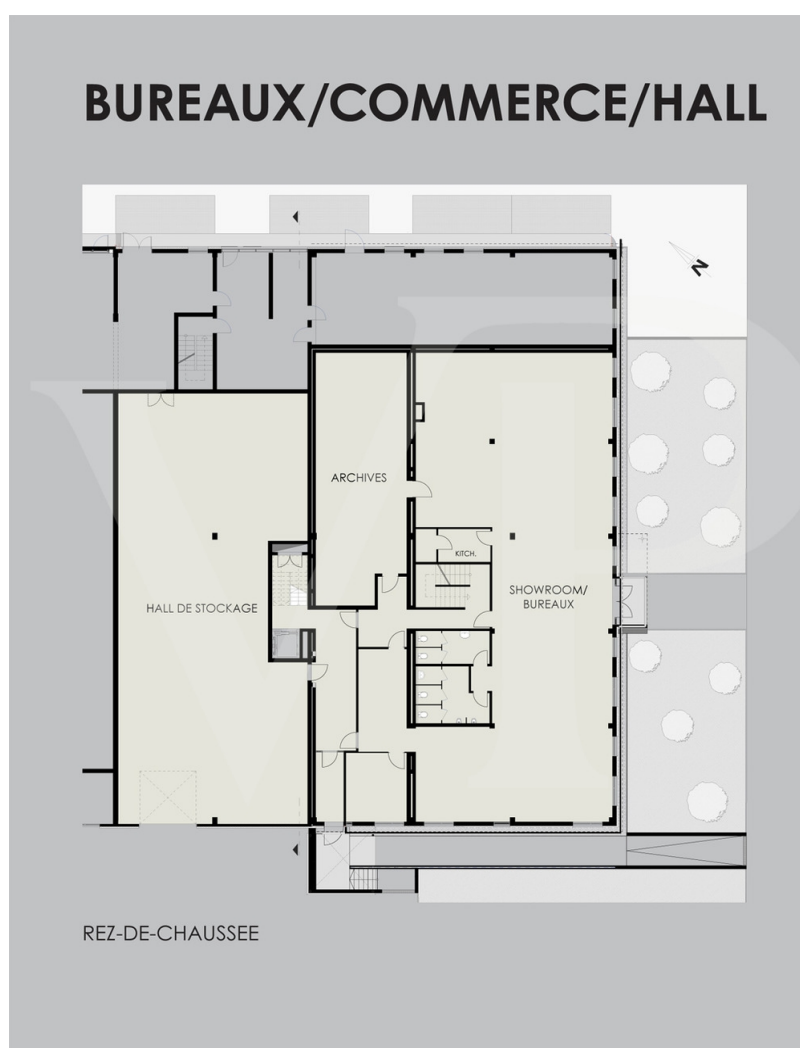 BUREAUX/COMMERCE/HALL
N
ARCHIVES
KITCH.
HALL DE STOCKAGE
SHOWROOM/
BUREAUX
REZ-DE-CHAUSSEE